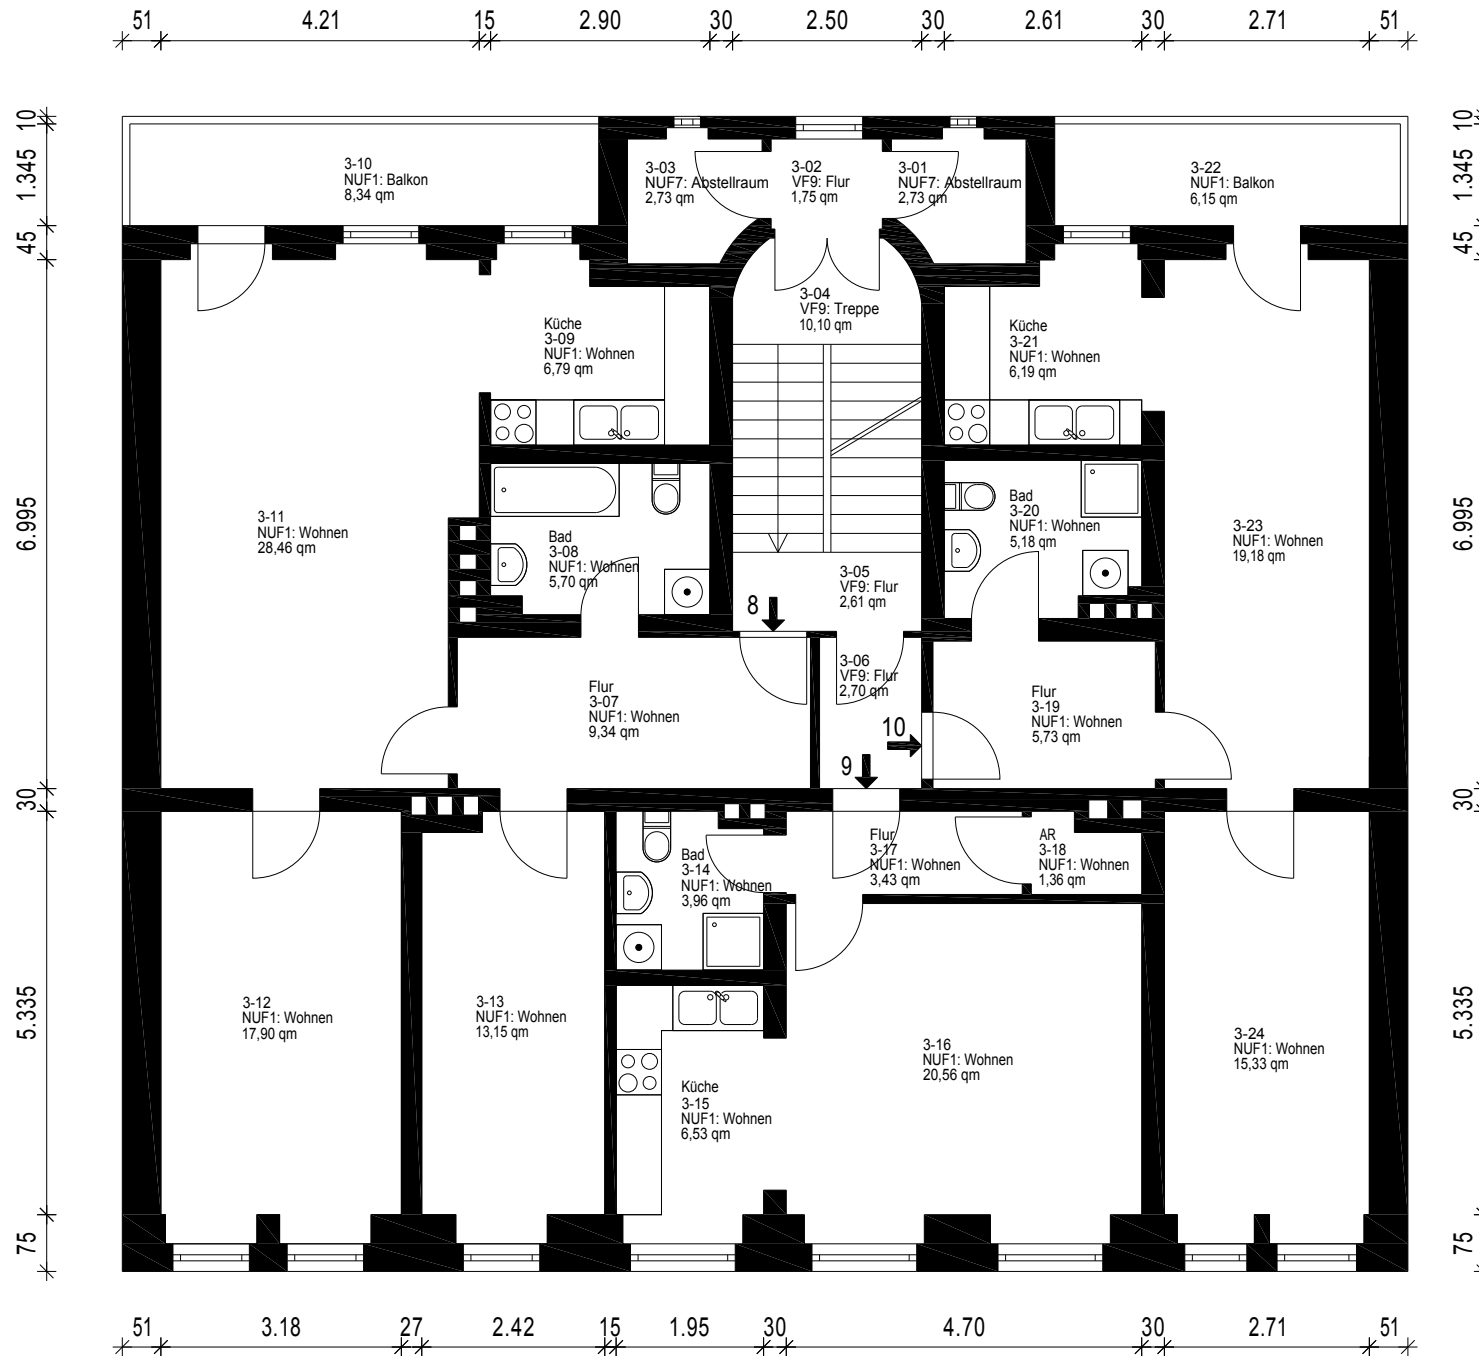 51 4.21 15 2.90 30 2.50 30 2.61 30 2.71 51
10
1.345
45
6.995
30
5.335
75
10
1.345
45
6.995
30
5.335
75
3-10
NUF1: Balkon
8,34 qm
3-03
NUF7: Abstellraum
2,73 qm
3-02
VF9: Flur
1,75 qm
3-01
NUF7: Abstellraum
2,73 qm
3-22
NUF1: Balkon
6,15 qm
3-04
VF9: Treppe
10,10 qm
Küche
3-09
NUF1: Wohnen
6,79 qm
Küche
3-21
NUF1: Wohnen
6,19 qm
3-11
NUF1: Wohnen
28,46 qm
Bad
3-08
NUF1: Wohnen
5,70 qm
3-05
VF9: Flur
2,61 qm
Bad
3-20
NUF1: Wohnen
5,18 qm
3-23
NUF1: Wohnen
19,18 qm
8
3-06
VF9: Flur
2,70 qm
Flur
3-07
NUF1: Wohnen
9,34 qm
10
9
Flur
3-19
NUF1: Wohnen
5,73 qm
Bad
3-14
NUF1: Wohnen
3,96 qm
Flur
3-17
NUF1: Wohnen
3,43 qm
AR
3-18
NUF1: Wohnen
1,36 qm
3-12
NUF1: Wohnen
17,90 qm
3-13
NUF1: Wohnen
13,15 qm
Küche
3-15
NUF1: Wohnen
6,53 qm
3-16
NUF1: Wohnen
20,56 qm
3-24
NUF1: Wohnen
15,33 qm
51 3.18 27 2.42 15 1.95 30 4.70 30 2.71 51